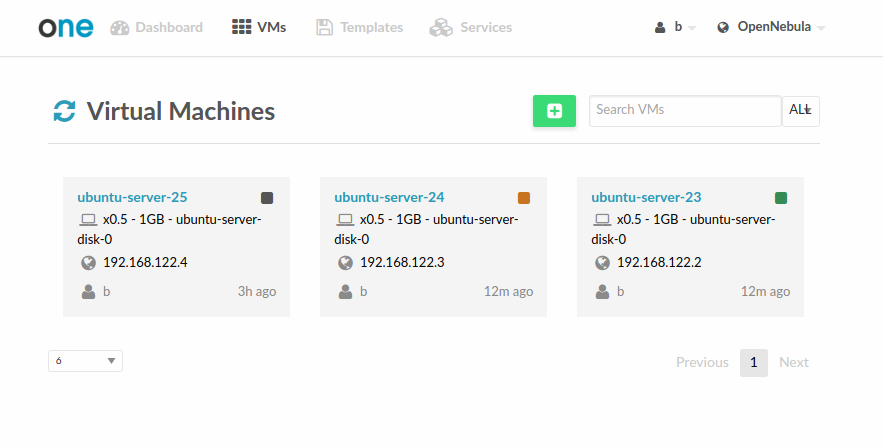 one Dashboard VMs Templates Services b OpenNebula
Virtual Machines Search VMs ALL
ubuntu-server-25
x0.5 - 1GB - ubuntu-server-
disk-0
192.168.122.4
b 3h ago
ubuntu-server-24
x0.5 - 1GB - ubuntu-server-
disk-0
192.168.122.3
b 12m ago
ubuntu-server-23
x0.5 - 1GB - ubuntu-server-
disk-0
192.168.122.2
b 12m ago
6 Previous 1 Next